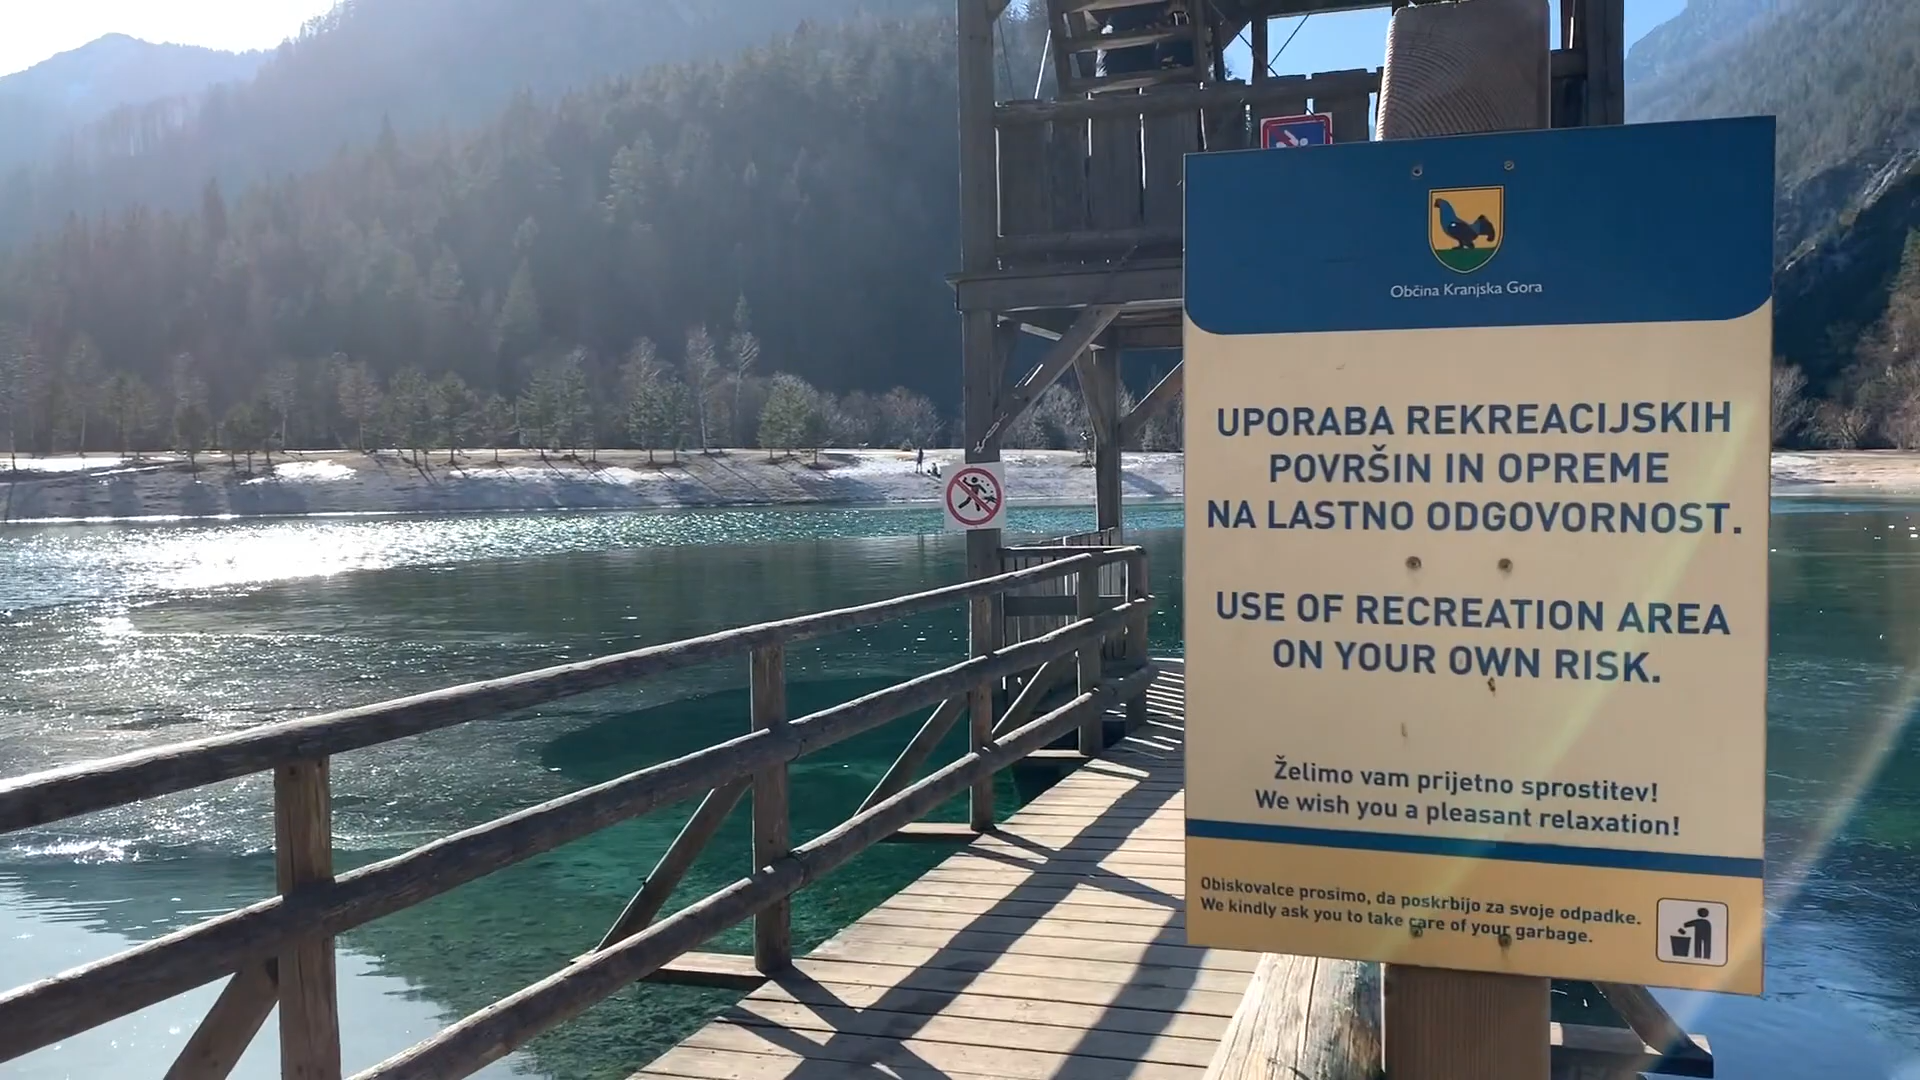 Občina Kranjska Gora
UPORABA REKREACIJSKIH
POVRŠIN IN OPREME
NA LASTNO ODGOVORNOST.
USE OF RECREATION AREA
ON YOUR OWN RISK.
Želimo vam prijetno sprostitev!
We wish you a pleasant relaxation!
Obiskovalce prosimo, da poskrbijo za svoje odpadke.
We kindly ask you to take care of your garbage.